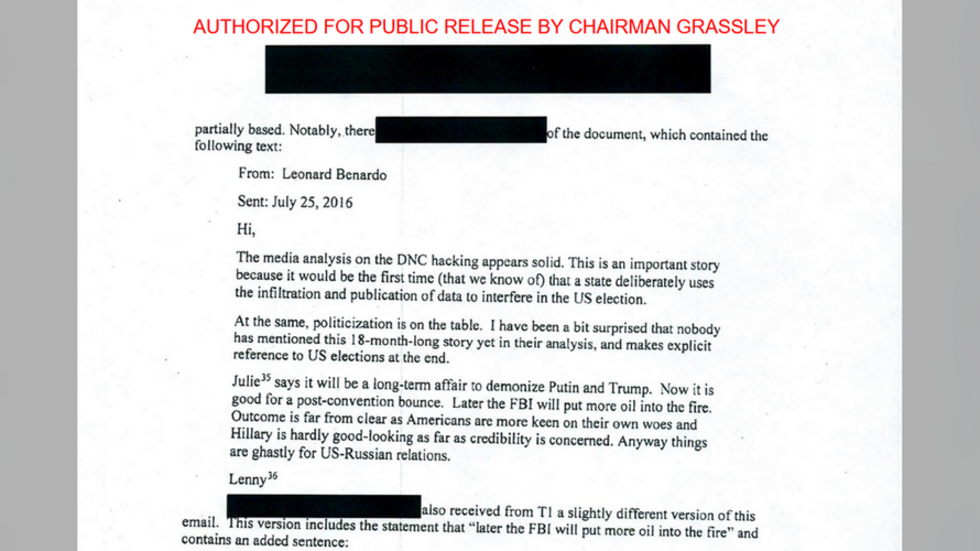 AUTHORIZED FOR PUBLIC RELEASE BY CHAIRMAN GRASSLEY
partially based. Notably, there of the document, which contained the
following text:
From: Leonard Benardo
Sent: July 25, 2016
Hi,
The media analysis on the DNC hacking appears solid. This is an important story
because it would be the first time (that we know of) that a state deliberately uses
the infiltration and publication of data to interfere in the US election.
At the same, politicization is on the table. I have been a bit surprised that nobody
has mentioned this 18-month-long story yet in their analysis, and makes explicit
reference to US elections at the end.
Julie35 says it will be a long-term affair to demonize Putin and Trump. Now it is
good for a post-convention bounce. Later the FBI will put more oil into the fire.
Outcome is far from clear as Americans are more keen on their own woes and
Hillary is hardly good-looking as far as credibility is concerned. Anyway things
are ghastly for US-Russian relations.
Lenny36
also received from T1 a slightly different version of this
email. This version includes the statement that “later the FBI will put more oil into the fire” and
contains an added sentence: